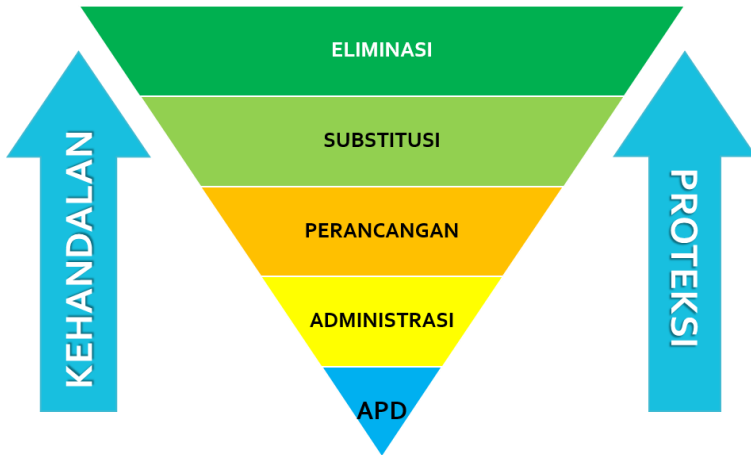 ELIMINASI
SUBSTITUSI
PERANCANGAN
ADMINISTRASI
APD
KEHANDALAN
PROTEKSI